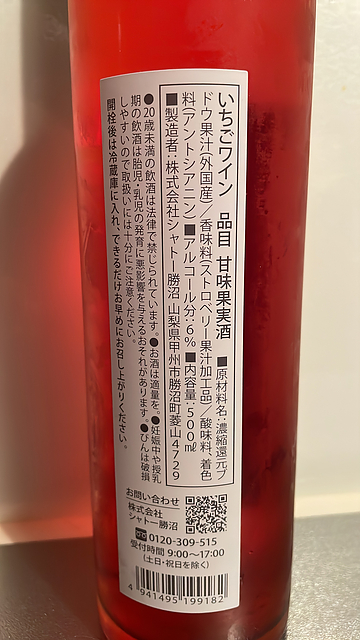 いちごワイン 品目 甘味果実酒 ■原材料名:濃縮還元ブ
ドウ果汁(外国産)/香味料(ストロベリー果汁加工品)/酸味料、着色
料(アントシアニン)■アルコール分:6% ■内容量:500ml
■製造者:株式会社シャトー勝沼 山梨県甲州市勝沼町菱山4729
●20歳未満の飲酒は法律で禁じられています。●お酒は適量を。●妊娠中や授乳
期の飲酒は胎児・乳児の発育に悪影響を与えるおそれがあります。●びんは破損
しやすいので取扱いには十分にご注意ください。
開栓後は冷蔵庫に入れ、できるだけお早めにお召し上がりください。
お問い合わせ
株式会社
シャトー勝沼
0120-309-515
受付時間 9:00〜17:00
(土日・祝日を除く)
4 941495 199182